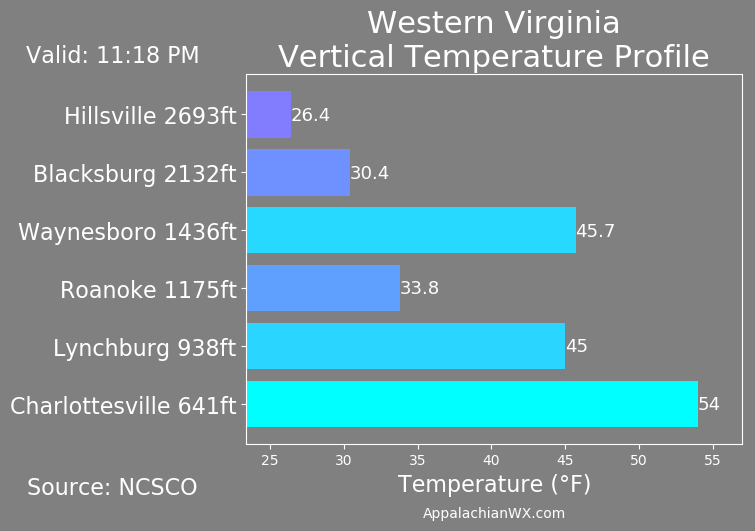 Western Virginia
Vertical Temperature Profile
Valid: 11:18 PM
Hillsville 2693ft
26.4
Blacksburg 2132ft
30.4
Waynesboro 1436ft
45.7
Roanoke 1175ft
33.8
Lynchburg 938ft
45
Charlottesville 641ft
54
25 30 35 40 45 50 55
Temperature (°F)
Source: NCSCO
AppalachianWX.com